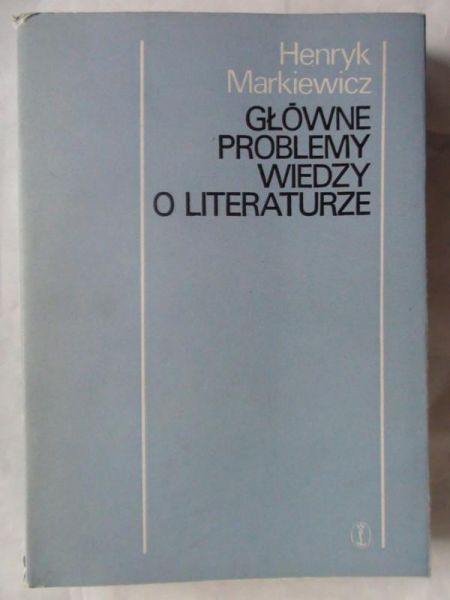 Henryk
Markiewicz
GŁÓWNE
PROBLEMY
WIEDZY
O LITERATURZE